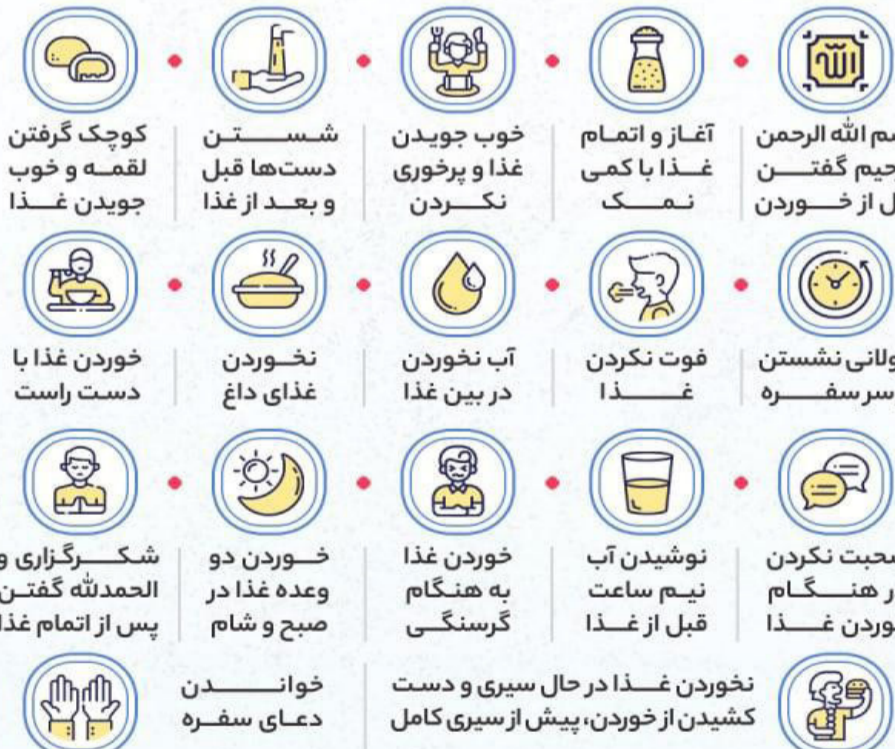 الله
الله الرحمن
گفتن
از خوردن
آغاز و اتمام
غذا با کمی
نمک
خوب جویدن
غذا و پرخوری
نکردن
شستن
دست‌ها قبل
و بعد از غذا
کوچک گرفتن
لقمه و خوب
جویدن غذا
نشستن
سر سفره
فوت نکردن
غذا
آب نخوردن
در بین غذا
نخوردن
غذای داغ
خوردن غذا با
دست راست
نکردن
هنگام
غذا
نوشیدن آب
نیم ساعت
قبل از غذا
خوردن غذا
به هنگام
گرسنگی
خوردن دو
وعده غذا در
صبح و شام
شکرگزاری و
الحمدلله گفتن
پس از اتمام غذا
نخوردن غذا در حال سیری و دست
کشیدن از خوردن، پیش از سیری کامل
خواندن
دعای سفره